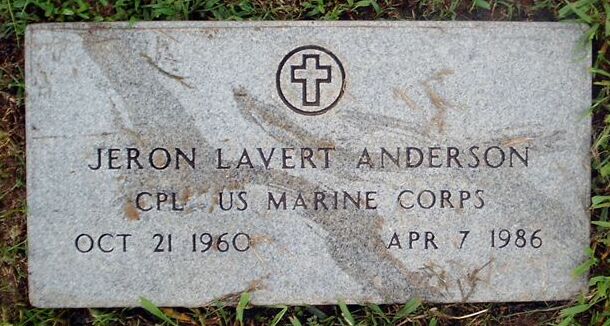 JERON LAVERT ANDERSON
CPL US MARINE CORPS
OCT 21 1960 APR 7 1986